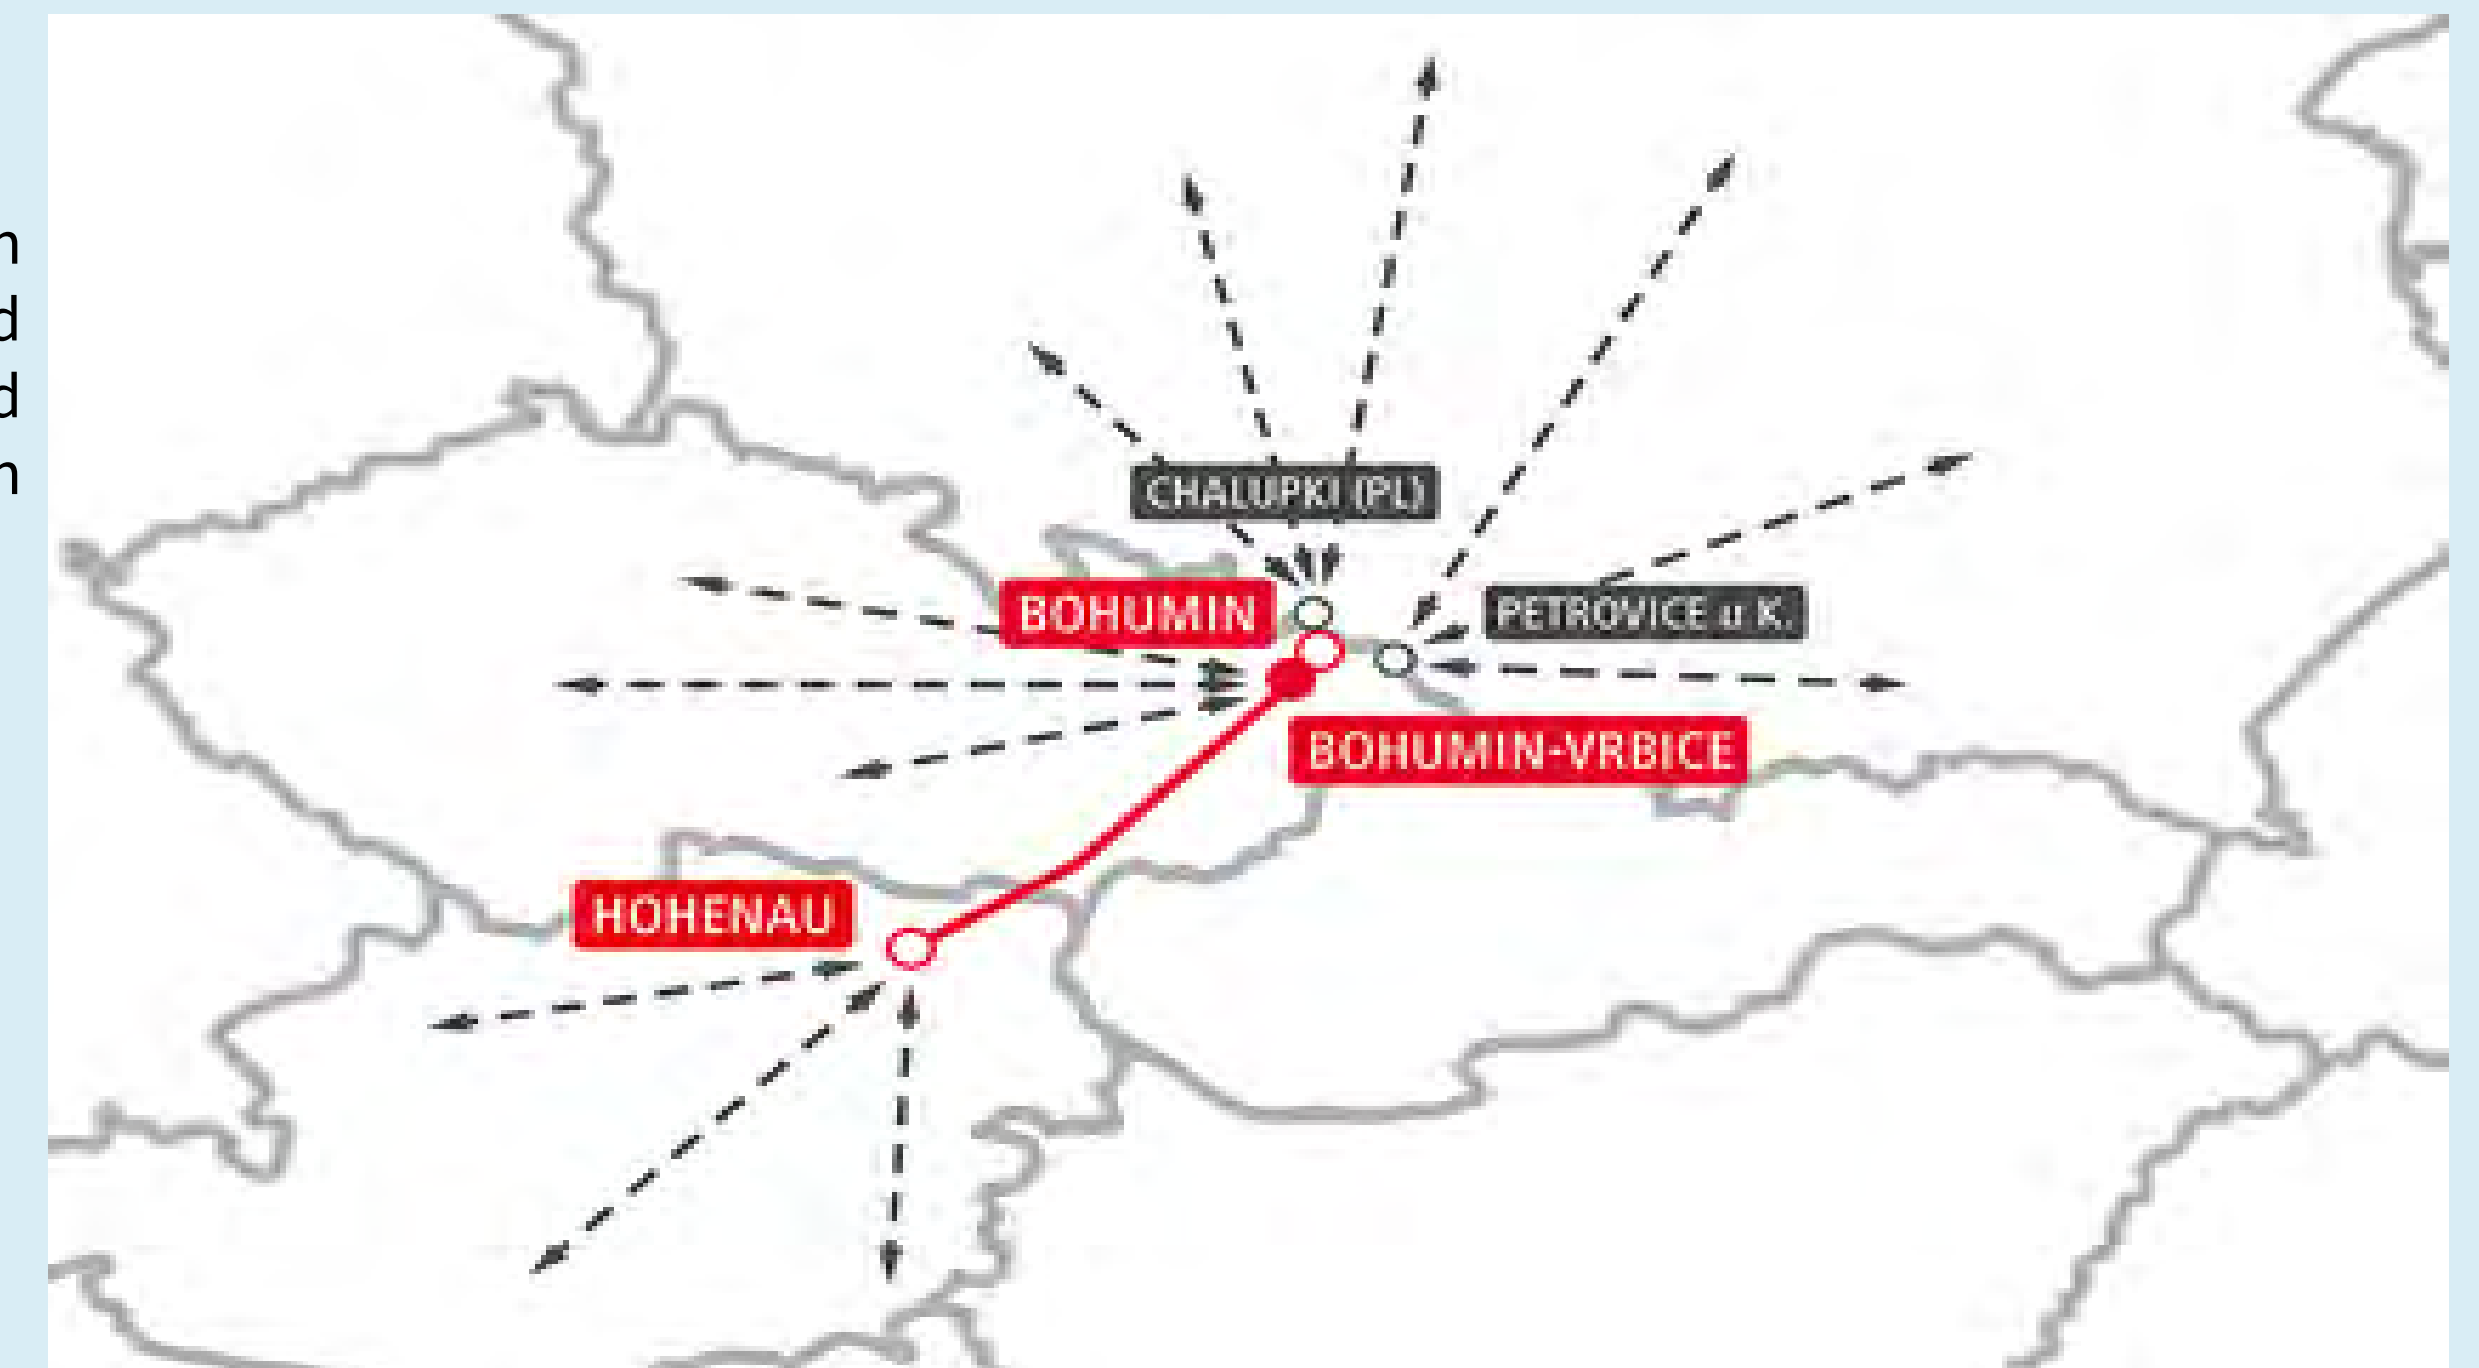 n
d
d
n
CHALUPKI (PL)
BOHUMIN
PETROVICE u K.
BOHUMIN-VRBICE
HOHENAU